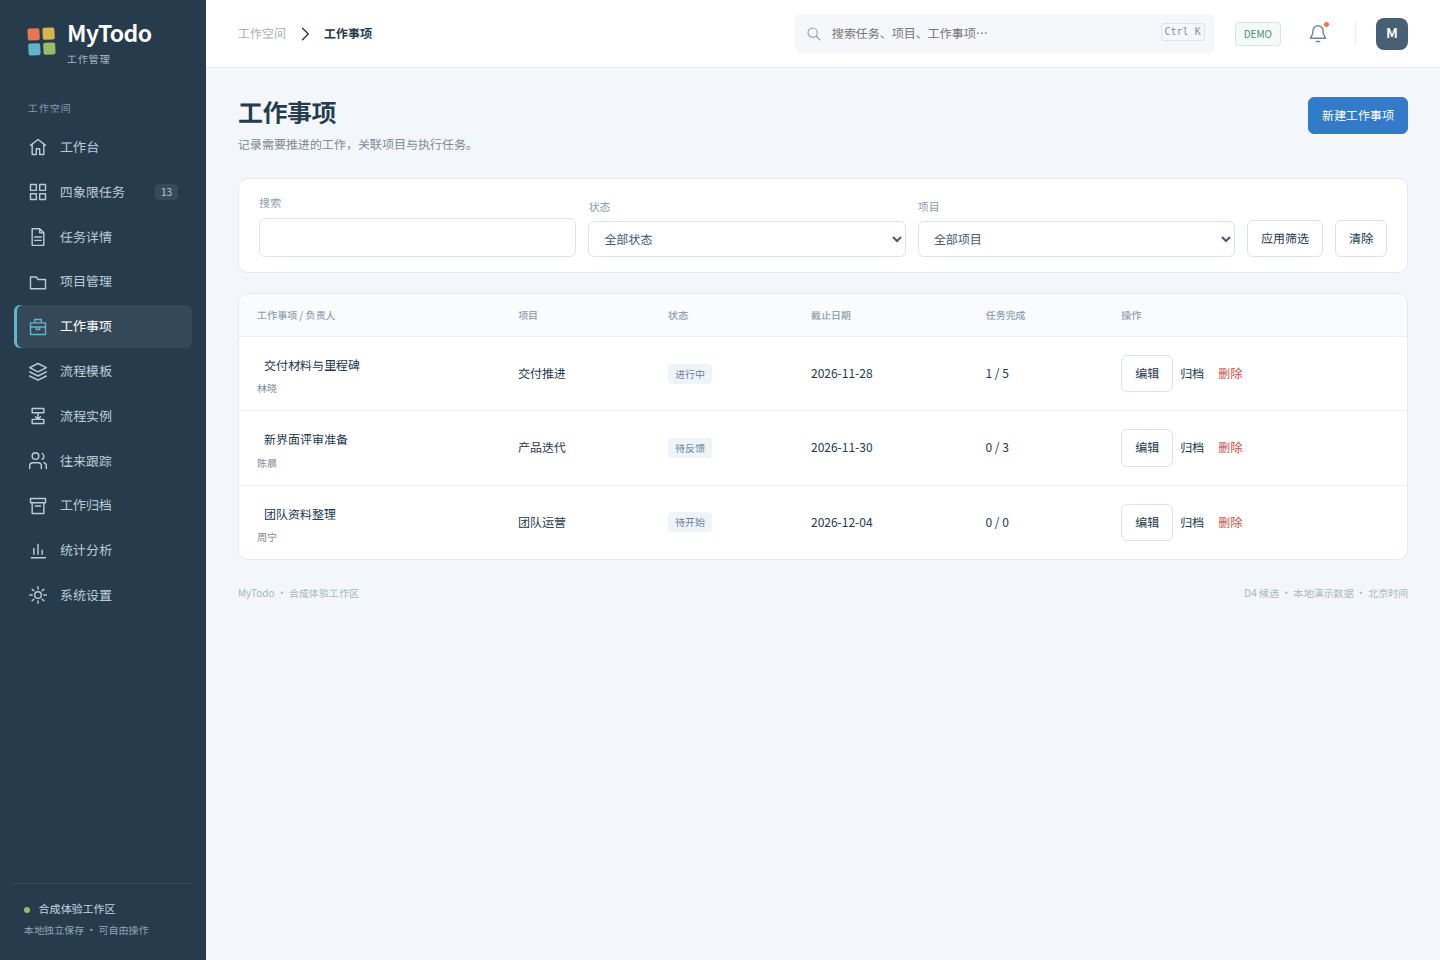 MyTodo
工作管理
工作空间
工作台
四象限任务 13
任务详情
项目管理
工作事项
流程模板
流程实例
往来跟踪
工作归档
统计分析
系统设置
合成体验工作区
本地独立保存 · 可自由操作
工作空间 工作事项
搜索任务、项目、工作事项… Ctrl K
DEMO
M
工作事项
记录需要推进的工作，关联项目与执行任务。
新建工作事项
搜索 状态 项目
全部状态 全部项目 应用筛选 清除
工作事项 / 负责人 项目 状态 截止日期 任务完成 操作
交付材料与里程碑
林晓
交付推进 进行中 2026-11-28 1 / 5 编辑 归档 删除
新界面评审准备
陈晨
产品迭代 待反馈 2026-11-30 0 / 3 编辑 归档 删除
团队资料整理
周宁
团队运营 待开始 2026-12-04 0 / 0 编辑 归档 删除
MyTodo · 合成体验工作区
D4 候选 · 本地演示数据 · 北京时间